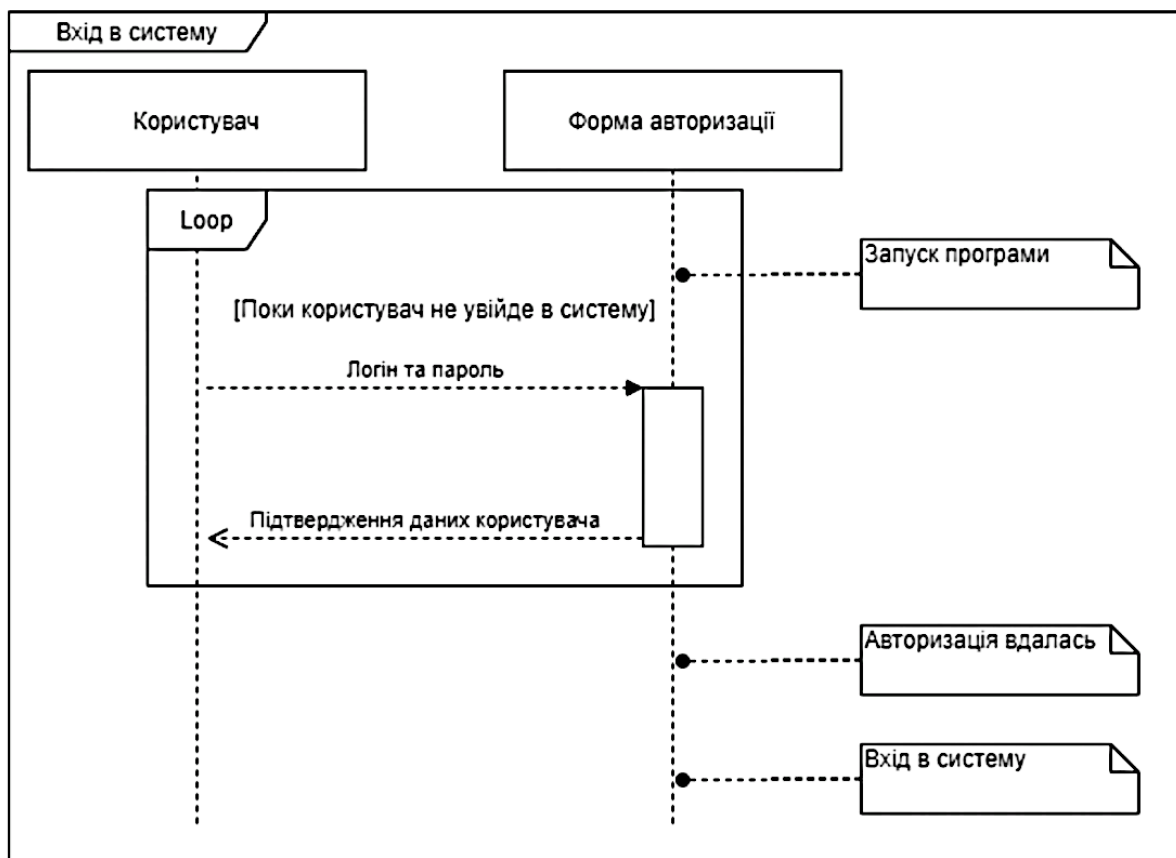 Вхід в систему
Користувач
Форма авторизації
Loop
Запуск програми
[Поки користувач не увійде в систему]
Логін та пароль
Підтвердження даних користувача
Авторизація вдалась
Вхід в систему